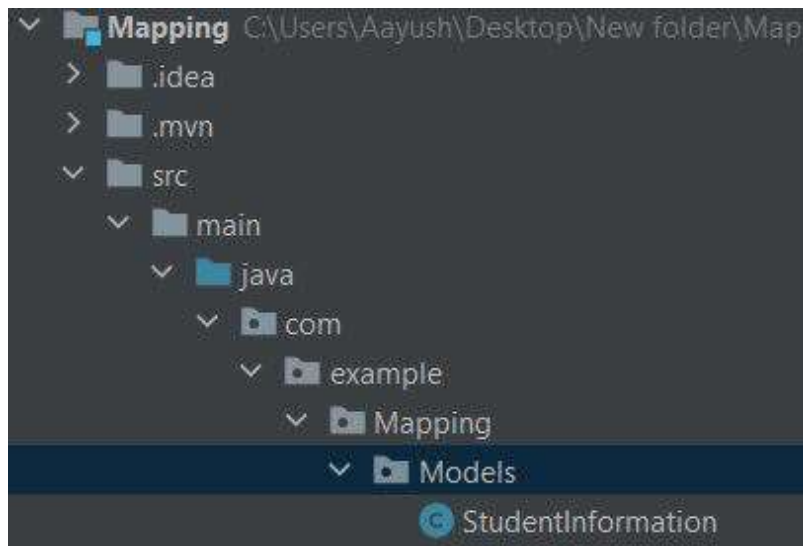 Mapping C:\Users\Aayush\Desktop\New folder\Map
.idea
.mvn
src
main
java
com
example
Mapping
Models
StudentInformation